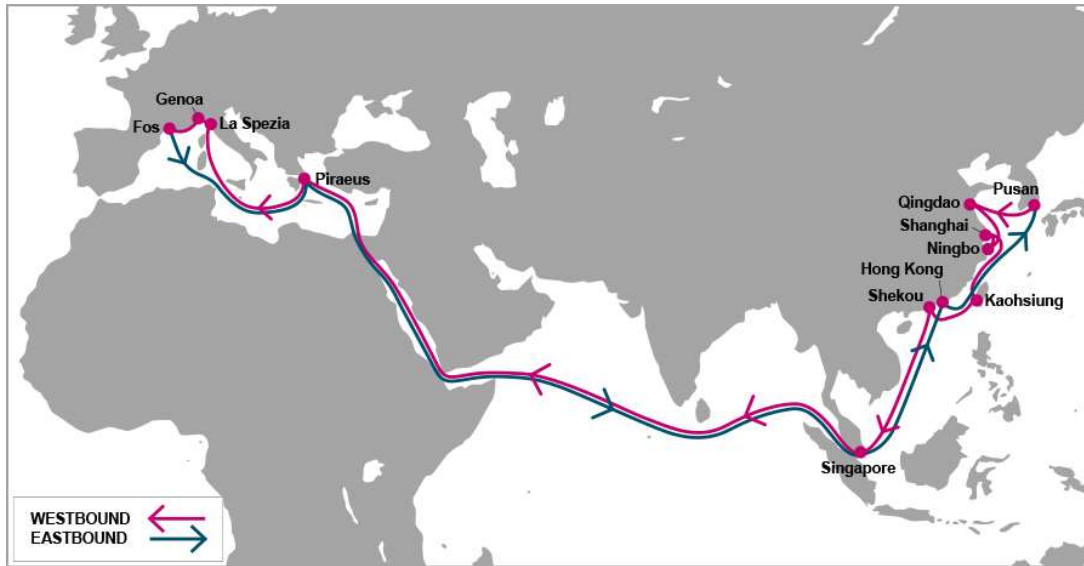 Genoa
Fos
La Spezia
Piraeus
Qingdao
Pusan
Shanghai
Ningbo
Hong Kong
Shekou
Kaohsiung
Singapore
WESTBOUND
EASTBOUND